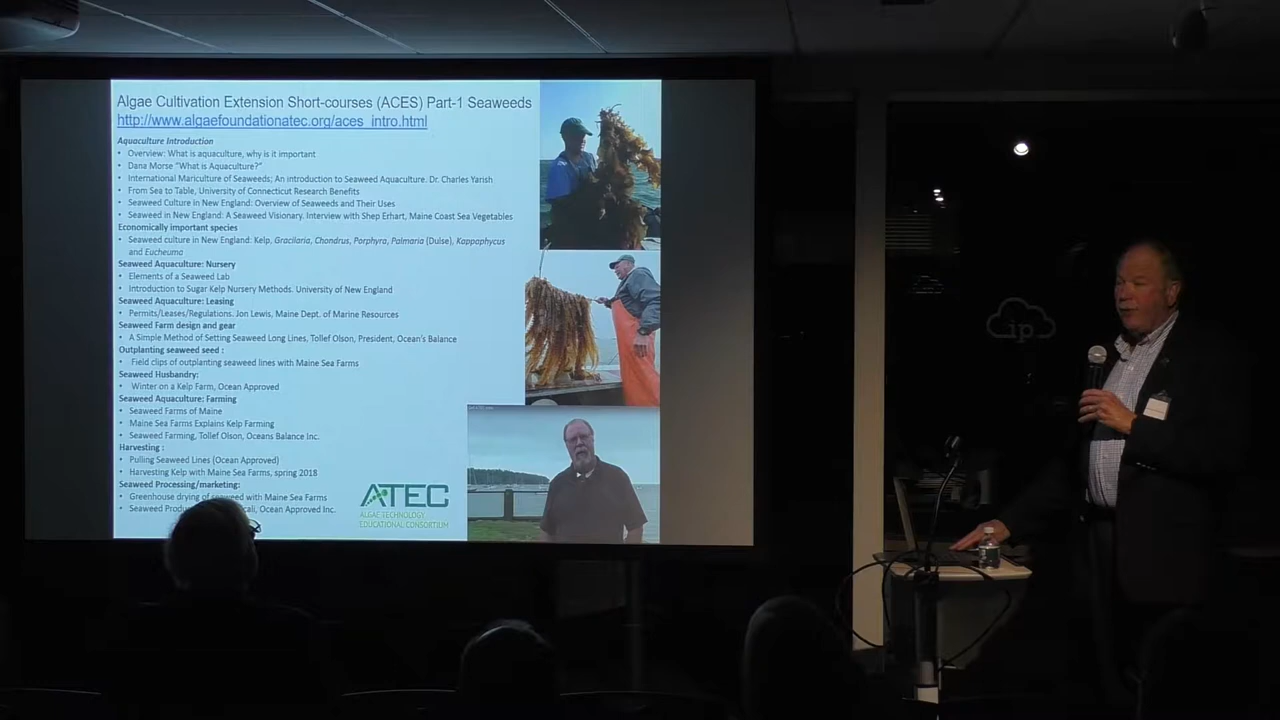 Algae Cultivation Extension Short-courses (ACES) Part-1 Seaweeds
http://www.algaefoundationatec.org/aces_intro.html
Aquaculture Introduction
• Overview: What is aquaculture, why is it important
• Dana Morse "What is Aquaculture?"
• International Mariculture of Seaweeds; An introduction to Seaweed Aquaculture. Dr. Charles Yarish
• From Sea to Table, University of Connecticut Research Benefits
• Seaweed Culture in New England: Overview of Seaweeds and Their Uses
• Seaweed in New England: A Seaweed Visionary. Interview with Shep Erhart, Maine Coast Sea Vegetables
Economically important species
• Seaweed culture in New England: Kelp, Gracilaria, Chondrus, Porphyra, Palmaria (Dulse), Kappaphycus
and Eucheuma
Seaweed Aquaculture: Nursery
• Elements of a Seaweed Lab
• Introduction to Sugar Kelp Nursery Methods. University of New England
Seaweed Aquaculture: Leasing
• Permits/Leases/Regulations. Jon Lewis, Maine Dept. of Marine Resources
Seaweed Farm design and gear
• A Simple Method of Setting Seaweed Long Lines, Tollef Olson, President, Ocean's Balance
Outplanting seaweed seed :
• Field clips of outplanting seaweed lines with Maine Sea Farms
Seaweed Husbandry:
• Winter on a Kelp Farm, Ocean Approved
Seaweed Aquaculture: Farming
• Seaweed Farms of Maine
• Maine Sea Farms Explains Kelp Farming
• Seaweed Farming, Tollef Olson, Oceans Balance Inc.
Harvesting :
• Pulling Seaweed Lines (Ocean Approved)
• Harvesting Kelp with Maine Sea Farms, spring 2018
Seaweed Processing/marketing:
• Greenhouse drying of seaweed with Maine Sea Farms
• Seaweed Ocean Approved Inc.
ATEC
ALGAE TECHNOLOGY
EDUCATIONAL CONSORTIUM
ip